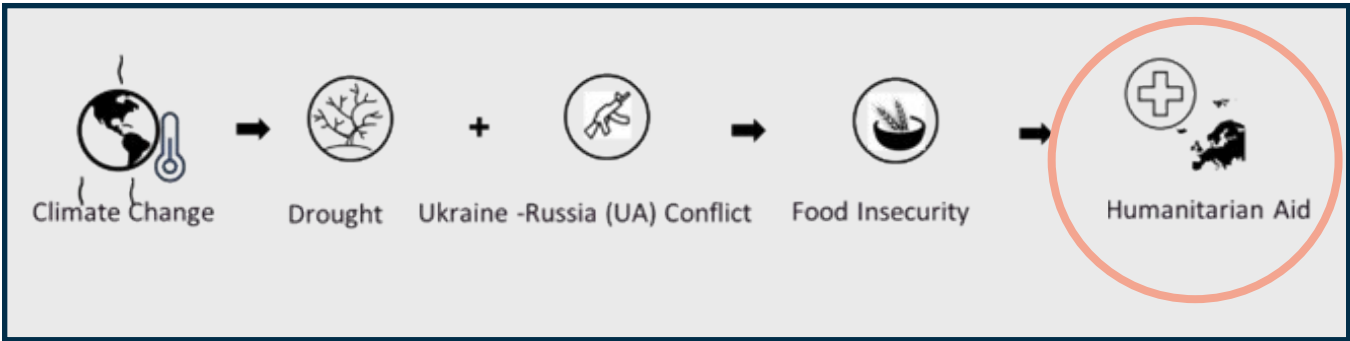 Climate Change
Drought
+
Ukraine -Russia (UA) Conflict
Food Insecurity
Humanitarian Aid